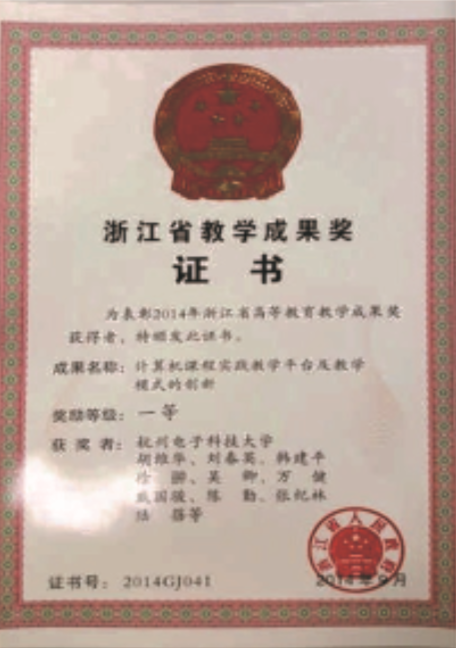 浙江省教学成果奖
证书
为表彰2014年浙江省高等教育教学成果奖
获得者,特颁发此证书。
成果名称:计算机课程实践教学平台及教学
模式的创新
奖励等级:一等
获奖者:杭州电子科技大学
胡维华、刘春英、韩建平
吴卿、万健
戚国骏、陈勤、张纪林
陆蓓等
浙江省人民政府
2014年9月
证书号:2014GJ041